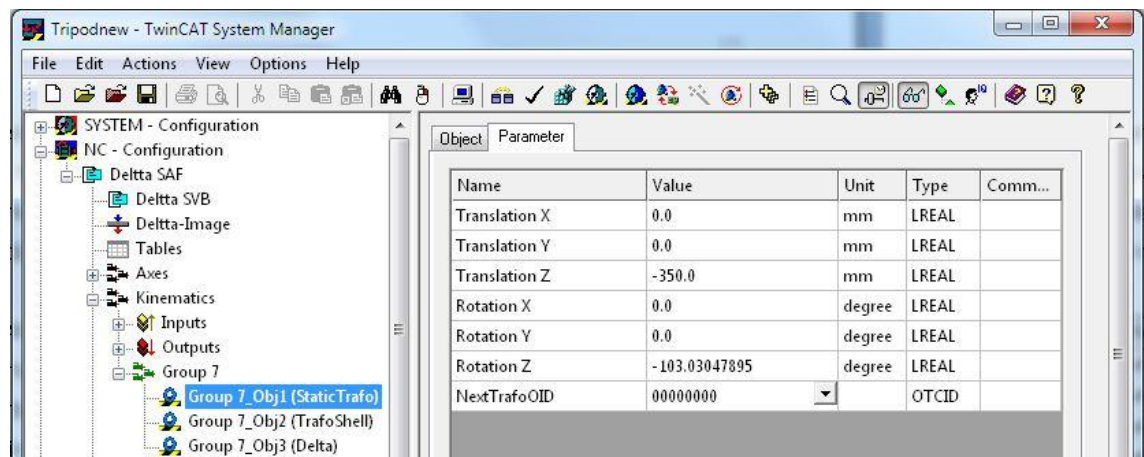 Tripodnew - TwinCAT System Manager
File Edit Actions View Options Help
SYSTEM - Configuration
NC - Configuration
Deltta SAF
Deltta SVB
Deltta-Image
Tables
Axes
Kinematics
Inputs
Outputs
Group 7
Group 7_Obj1 (StaticTrafo)
Group 7_Obj2 (TrafoShell)
Group 7_Obj3 (Delta)
Object Parameter
Name Value Unit Type Comm...
Translation X 0.0 mm LREAL
Translation Y 0.0 mm LREAL
Translation Z -350.0 mm LREAL
Rotation X 0.0 degree LREAL
Rotation Y 0.0 degree LREAL
Rotation Z -103.03047895 degree LREAL
NextTrafoOID 00000000 OTCID